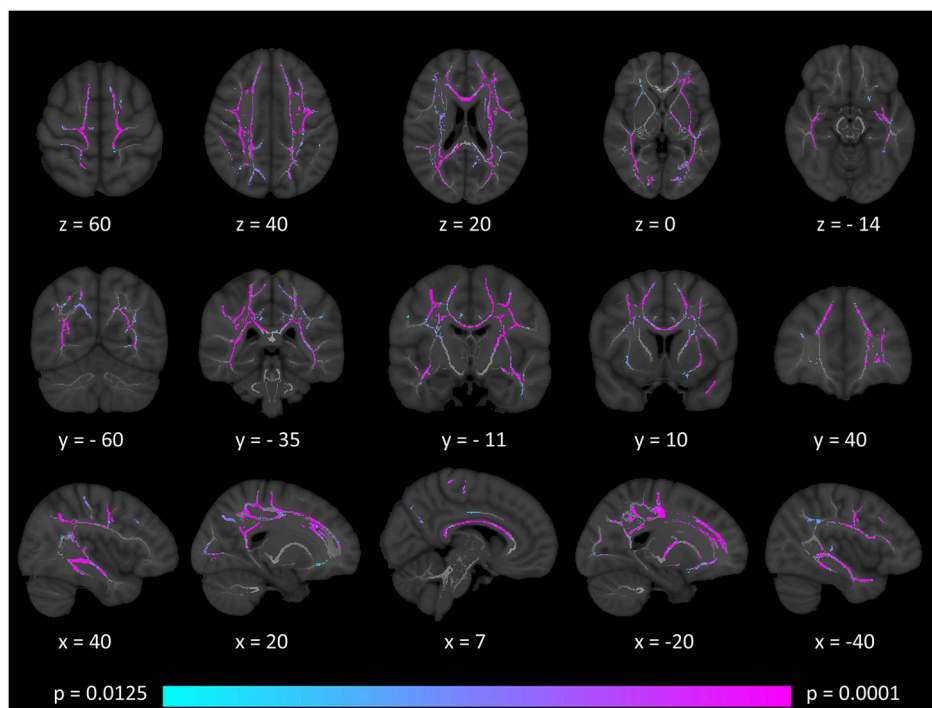 z = 60 z = 40 z = 20 z = 0 z = - 14
y = - 60 y = - 35 y = - 11 y = 10 y = 40
x = 40 x = 20 x = 7 x = -20 x = -40
p = 0.0125 p = 0.0001